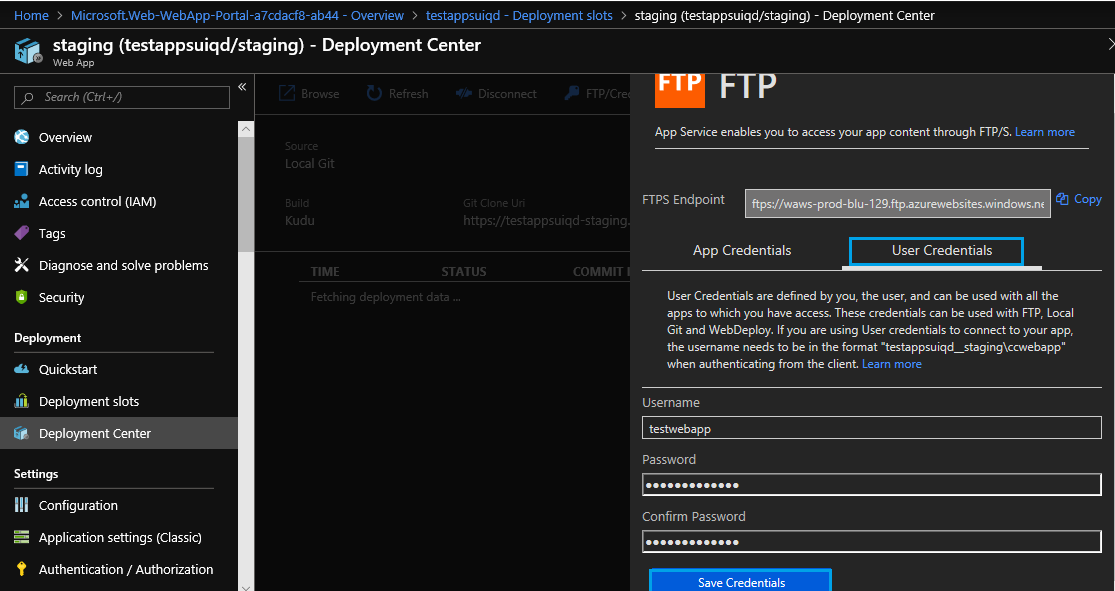 Home > Microsoft.Web-WebApp-Portal-a7cdacf8-ab44 - Overview > testappsuiqd - Deployment slots > staging (testappsuiqd/staging) - Deployment Center
staging (testappsuiqd/staging) - Deployment Center
Web App
Search (Ctrl+/)
«
Overview
Activity log
Access control (IAM)
Tags
Diagnose and solve problems
Security
Deployment
Quickstart
Deployment slots
Deployment Center
Settings
Configuration
Application settings (Classic)
Authentication / Authorization
Browse
Refresh
Disconnect
FTP/Cre
Source
Local Git
Build
Kudu
Git Clone Uri
https://testappsuiqd-staging.
TIME STATUS COMMIT
Fetching deployment data ...
FTP FTP
App Service enables you to access your app content through FTP/S. Learn more
FTPS Endpoint
ftps://waws-prod-blu-129.ftp.azurewebsites.windows.ne
Copy
App Credentials
User Credentials
User Credentials are defined by you, the user, and can be used with all the
apps to which you have access. These credentials can be used with FTP, Local
Git and WebDeploy. If you are using User credentials to connect to your app,
the username needs to be in the format "testappsuiqd__staging\ccwebapp"
when authenticating from the client. Learn more
Username
testwebapp
Password
●●●●●●●●●●●●●
Confirm Password
●●●●●●●●●●●●●
Save Credentials